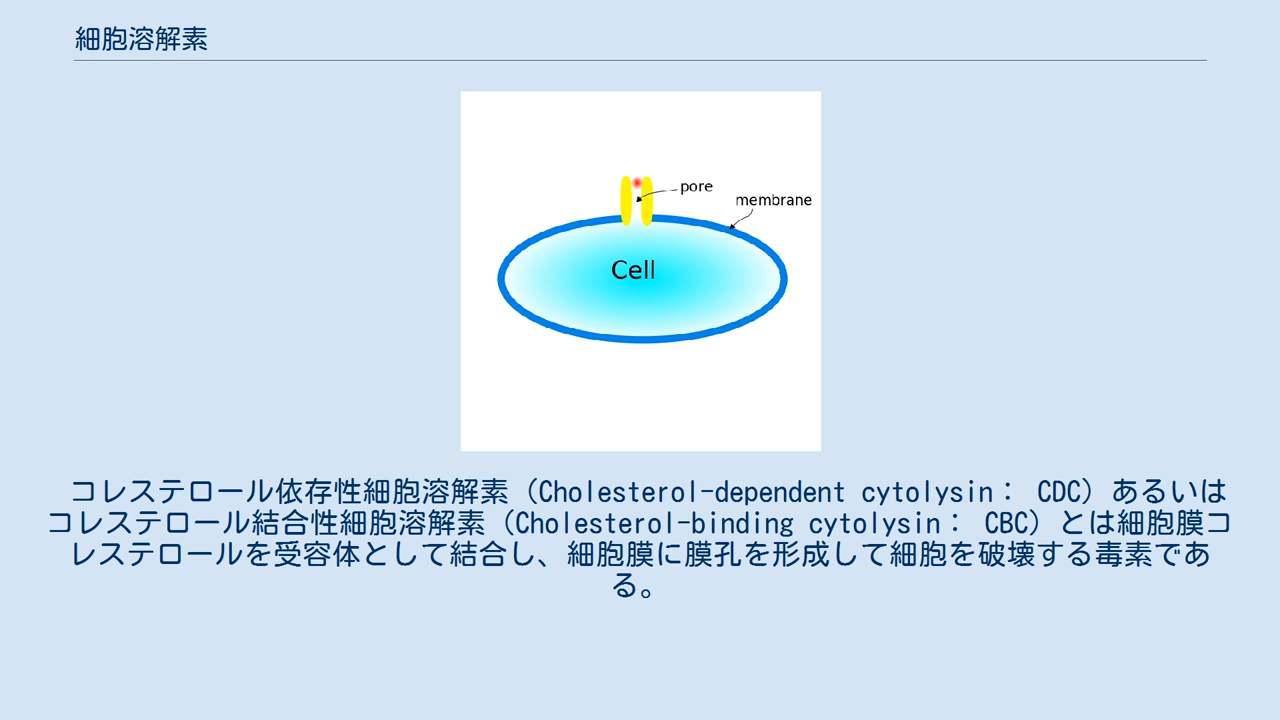 細胞溶解素
pore
membrane
Cell
コレステロール依存性細胞溶解素（Cholesterol-dependent cytolysin： CDC）あるいは
コレステロール結合性細胞溶解素（Cholesterol-binding cytolysin： CBC）とは細胞膜コ
レステロールを受容体として結合し、細胞膜に膜孔を形成して細胞を破壊する毒素であ
る。